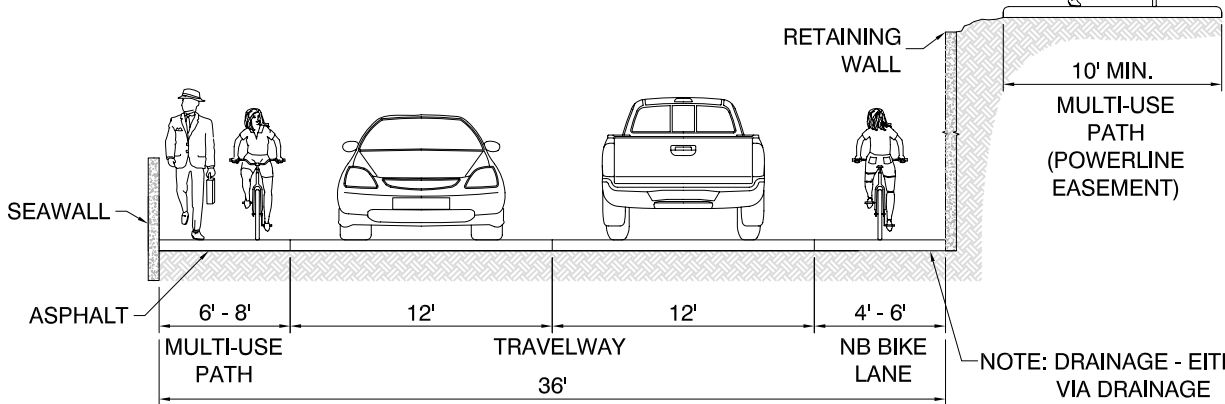 RETAINING
WALL
10' MIN.
MULTI-USE
PATH
(POWERLINE
EASEMENT)
SEAWALL
ASPHALT
6' - 8'
12'
12'
4' - 6'
MULTI-USE
PATH
TRAVELWAY
NB BIKE
LANE
36'
NOTE: DRAINAGE - EIT
VIA DRAINAGE